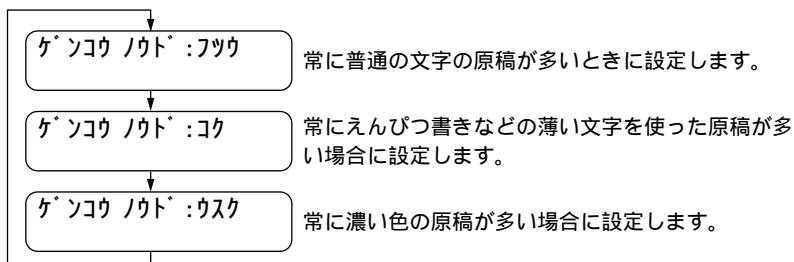 ｹﾞﾝｺｳ ﾉｳﾄﾞ:ﾌﾂｳ
常に普通の文字の原稿が多いときに設定します。
ｹﾞﾝｺｳ ﾉｳﾄﾞ:ｺｸ
常にえんぴつ書きなどの薄い文字を使った原稿が多
い場合に設定します。
ｹﾞﾝｺｳ ﾉｳﾄﾞ:ｳｽｸ
常に濃い色の原稿が多い場合に設定します。